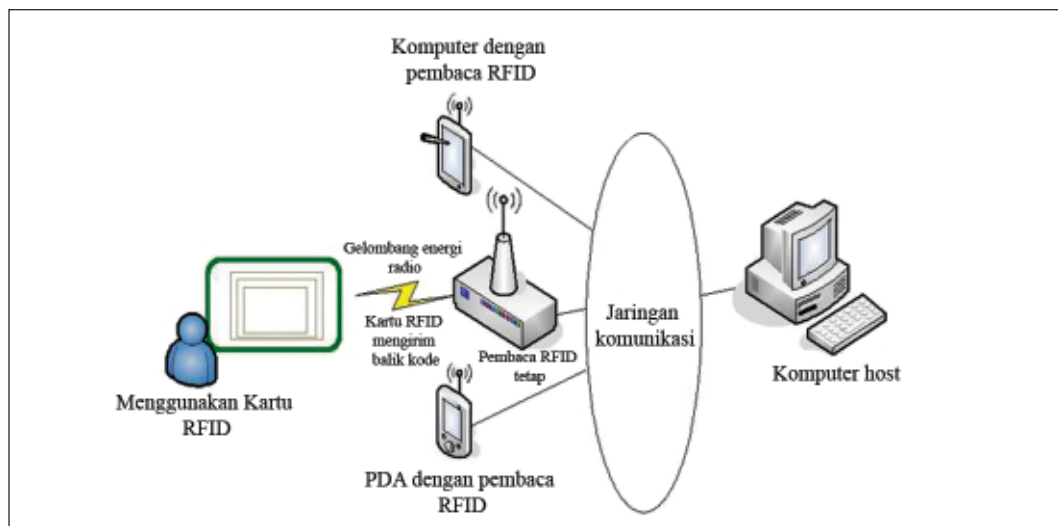 Komputer dengan
pembaca RFID
Gelombang energi
radio
Kartu RFID
mengirim
balik kode
Pembaca RFID
tetap
Jaringan
komunikasi
Komputer host
Menggunakan Kartu
RFID
PDA dengan pembaca
RFID